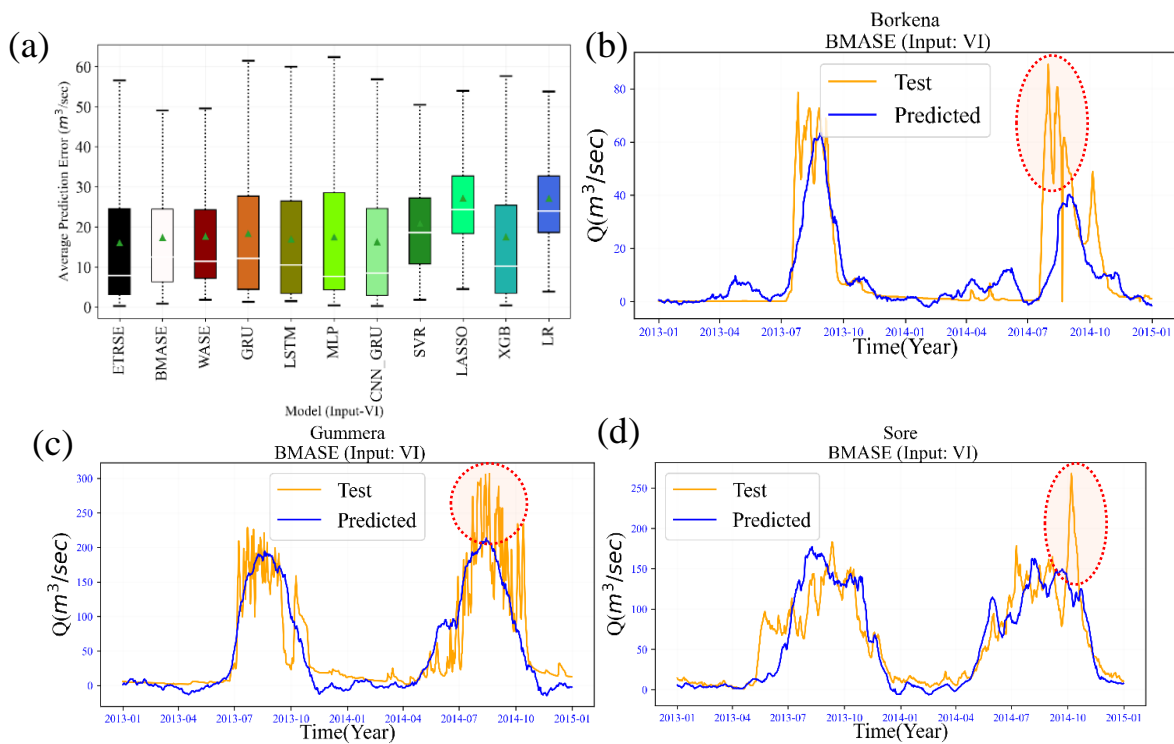 (a)
Average Prediction Error (m³/sec)
60
50
40
30
20
10
0
ETRSE
BMASE
WASE
GRU
LSTM
MLP
CNN_GRU
SVR
LASSO
XGB
LR
Model (Input-VI)
(b)
Borkena
BMASE (Input: VI)
Test
Predicted
Q(m³/sec)
80
60
40
20
0
2013-01 2013-04 2013-07 2013-10 2014-01 2014-04 2014-07 2014-10 2015-01
Time(Year)
(c)
Gummera
BMASE (Input: VI)
Test
Predicted
Q(m³/sec)
300
250
200
150
100
50
0
2013-01 2013-04 2013-07 2013-10 2014-01 2014-04 2014-07 2014-10 2015-01
Time(Year)
(d)
Sore
BMASE (Input: VI)
Test
Predicted
Q(m³/sec)
250
200
150
100
50
0
2013-01 2013-04 2013-07 2013-10 2014-01 2014-04 2014-07 2014-10 2015-01
Time(Year)